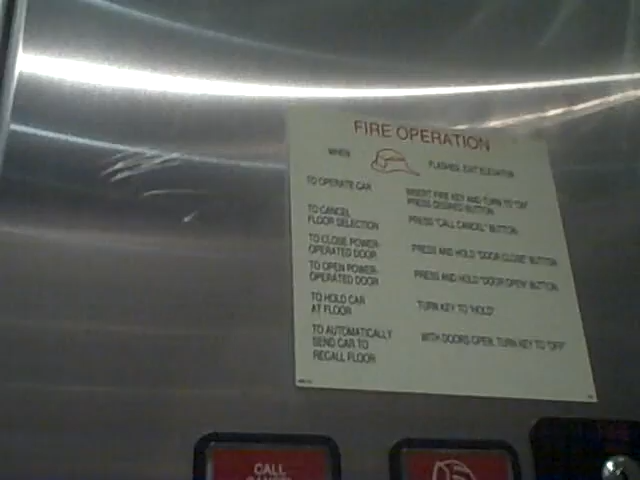 FIRE OPERATION
WHEN FLASHES, EXIT ELEVATOR
TO OPERATE CAR INSERT FIRE KEY AND TURN TO "ON"
PRESS DESIRED BUTTON
TO CANCEL
FLOOR SELECTION PRESS "CALL CANCEL" BUTTON
TO CLOSE POWER-
OPERATED DOOR PRESS AND HOLD "DOOR CLOSE" BUTTON
TO OPEN POWER-
OPERATED DOOR PRESS AND HOLD "DOOR OPEN" BUTTON
TO HOLD CAR
AT FLOOR TURN KEY TO "HOLD"
TO AUTOMATICALLY
SEND CAR TO
RECALL FLOOR WITH DOORS OPEN, TURN KEY TO "OFF"
CALL